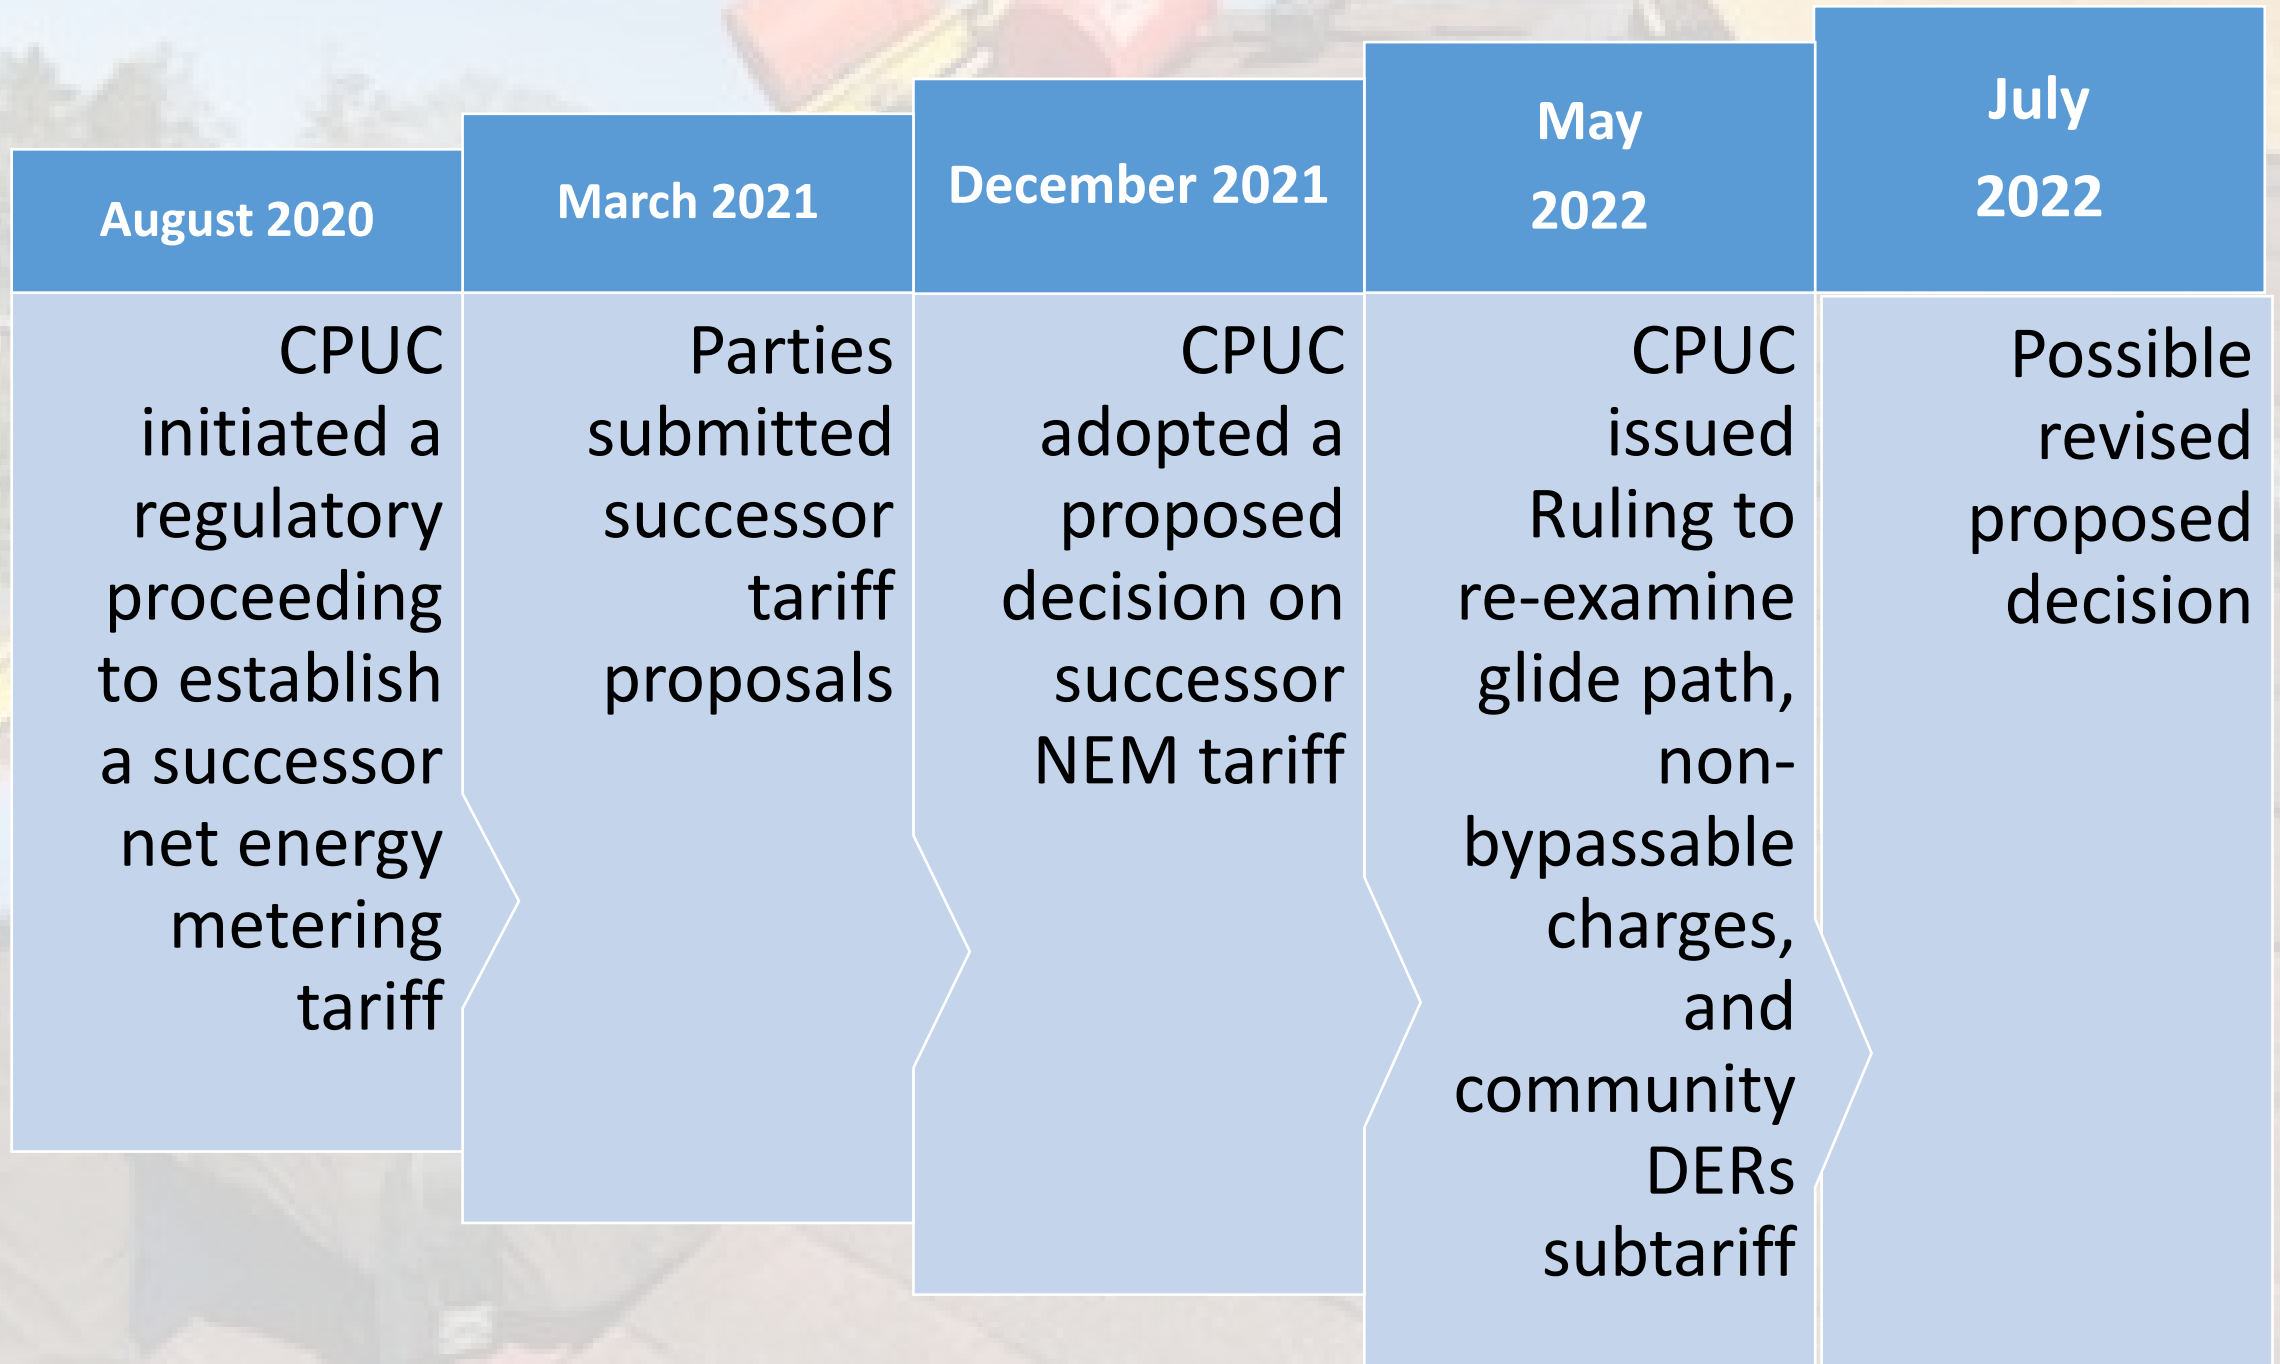 August 2020
CPUC
initiated a
regulatory
proceeding
to establish
a successor
net energy
metering
tariff
March 2021
Parties
submitted
successor
tariff
proposals
December 2021
CPUC
adopted a
proposed
decision on
successor
NEM tariff
May
2022
CPUC
issued
Ruling to
re-examine
glide path,
non-
bypassable
charges,
and
community
DERs
subtariff
July
2022
Possible
revised
proposed
decision